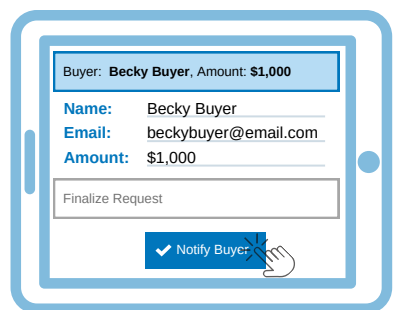 Buyer: Becky Buyer, Amount: $1,000
Name: Becky Buyer
Email: beckybuyer@email.com
Amount: $1,000
Finalize Request
Notify Buyer